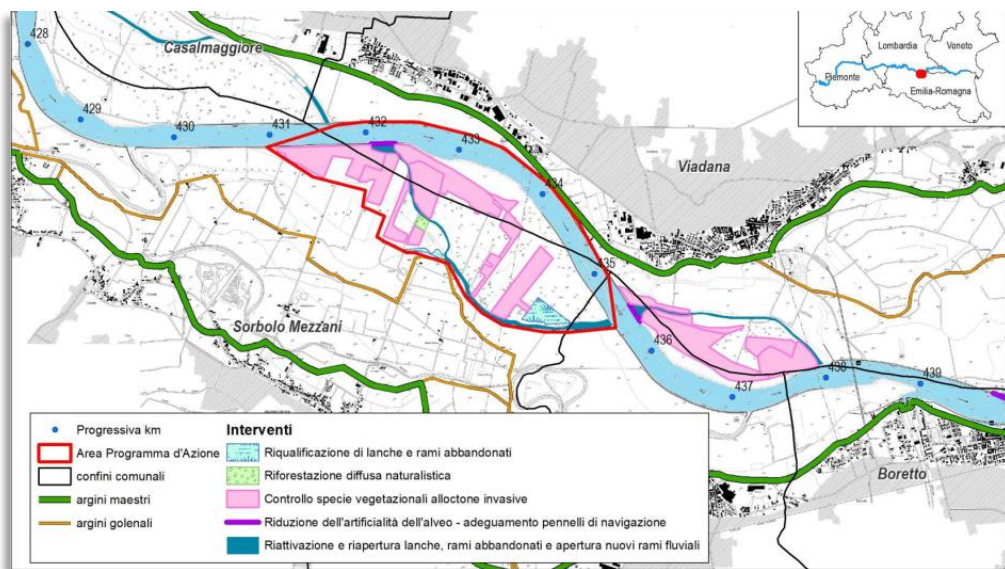 428
Casalmaggiore
Lombardia
Veneto
Piemonte
Emilia-Romagna
429
430
431
432
433
Viadana
434
435
Sorbolo Mezzani
436
437
438
439
Boretto
Progressiva km
Area Programma d'Azione
confini comunali
argini maestri
argini golenali
Interventi
Riqualificazione di lanche e rami abbandonati
Riforestazione diffusa naturalistica
Controllo specie vegetazionali alloctone invasive
Riduzione dell'artificialità dell'alveo - adeguamento pennelli di navigazione
Riattivazione e riapertura lanche, rami abbandonati e apertura nuovi rami fluviali